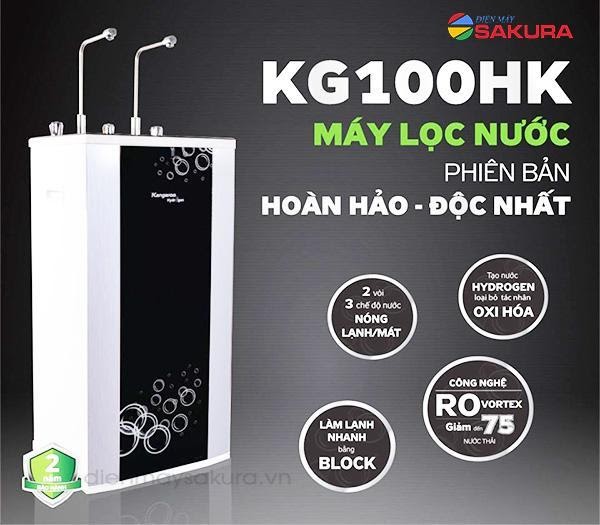 ĐIỆN MÁY
SAKURA
KG100HK
MÁY LỌC NƯỚC
PHIÊN BẢN
HOÀN HẢO - ĐỘC NHẤT
Kangaroo
Hydrogen
2 vòi
3 chế độ nước
NÓNG
LẠNH/MÁT
Tạo nước
HYDROGEN
loại bỏ tác nhân
OXI HÓA
CÔNG NGHỆ
RO VORTEX
Giảm đến 75
NƯỚC THẢI
LÀM LẠNH
NHANH
bằng
BLOCK
2
năm
BẢO HÀNH
dienmaysakura.vn